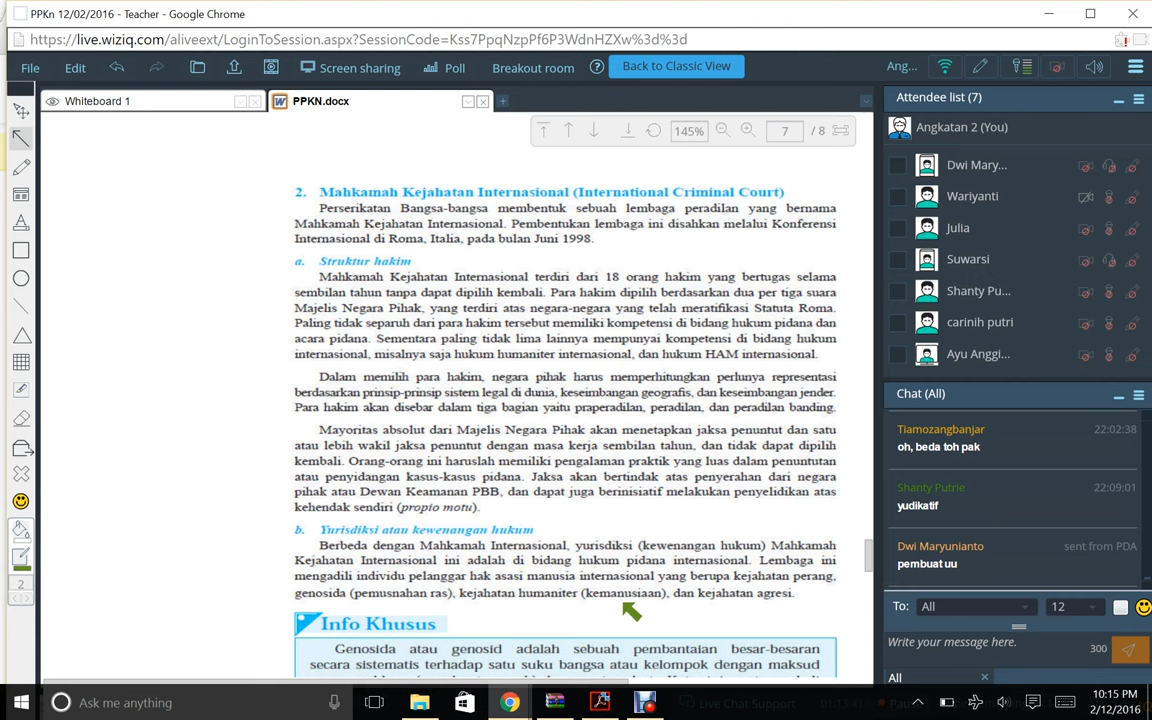 PPKn 12/02/2016 - Teacher - Google Chrome
https://live.wiziq.com/aliveext/LoginToSession.aspx?SessionCode=Kss7PpqNzpPf6P3WdnHZXw%3d%3d
File Edit Screen sharing Poll Breakout room Back to Classic View Ang...
Whiteboard 1
PPKN.docx
145% 7 / 8
2. Mahkamah Kejahatan Internasional (International Criminal Court)
Perserikatan Bangsa-bangsa membentuk sebuah lembaga peradilan yang bernama
Mahkamah Kejahatan Internasional. Pembentukan lembaga ini disahkan melalui Konferensi
Internasional di Roma, Italia, pada bulan Juni 1998.
a. Struktur hakim
Mahkamah Kejahatan Internasional terdiri dari 18 orang hakim yang bertugas selama
sembilan tahun tanpa dapat dipilih kembali. Para hakim dipilih berdasarkan dua per tiga suara
Majelis Negara Pihak, yang terdiri atas negara-negara yang telah meratifikasi Statuta Roma.
Paling tidak separuh dari para hakim tersebut memiliki kompetensi di bidang hukum pidana dan
acara pidana. Sementara paling tidak lima lainnya mempunyai kompetensi di bidang hukum
internasional, misalnya saja hukum humaniter internasional, dan hukum HAM internasional.
Dalam memilih para hakim, negara pihak harus memperhitungkan perlunya representasi
berdasarkan prinsip-prinsip sistem legal di dunia, keseimbangan geografis, dan keseimbangan jender.
Para hakim akan disebar dalam tiga bagian yaitu praperadilan, peradilan, dan peradilan banding.
Mayoritas absolut dari Majelis Negara Pihak akan menetapkan jaksa penuntut dan satu
atau lebih wakil jaksa penuntut dengan masa kerja sembilan tahun, dan tidak dapat dipilih
kembali. Orang-orang ini haruslah memiliki pengalaman praktik yang luas dalam penuntutan
atau penyidangan kasus-kasus pidana. Jaksa akan bertindak atas penyerahan dari negara
pihak atau Dewan Keamanan PBB, dan dapat juga berinisiatif melakukan penyelidikan atas
kehendak sendiri (propio motu).
b. Yurisdiksi atau kewenangan hukum
Berbeda dengan Mahkamah Internasional, yurisdiksi (kewenangan hukum) Mahkamah
Kejahatan Internasional ini adalah di bidang hukum pidana internasional. Lembaga ini
mengadili individu pelanggar hak asasi manusia internasional yang berupa kejahatan perang,
genosida (pemusnahan ras), kejahatan humaniter (kemanusiaan), dan kejahatan agresi.
Info Khusus
Genosida atau genosid adalah sebuah pembantaian besar-besaran
secara sistematis terhadap satu suku bangsa atau kelompok dengan maksud
2
Attendee list (7)
Angkatan 2 (You)
Dwi Mary...
Wariyanti
Julia
Suwarsi
Shanty Pu...
carinih putri
Ayu Anggi...
Chat (All)
Tiamozangbanjar 22:02:38
oh, beda toh pak
Shanty Putrie 22:09:01
yudikatif
Dwi Maryunianto sent from PDA
pembuat uu
To: All 12
Write your message here. 300
All
Ask me anything
Live Chat Support
10:15 PM
2/12/2016